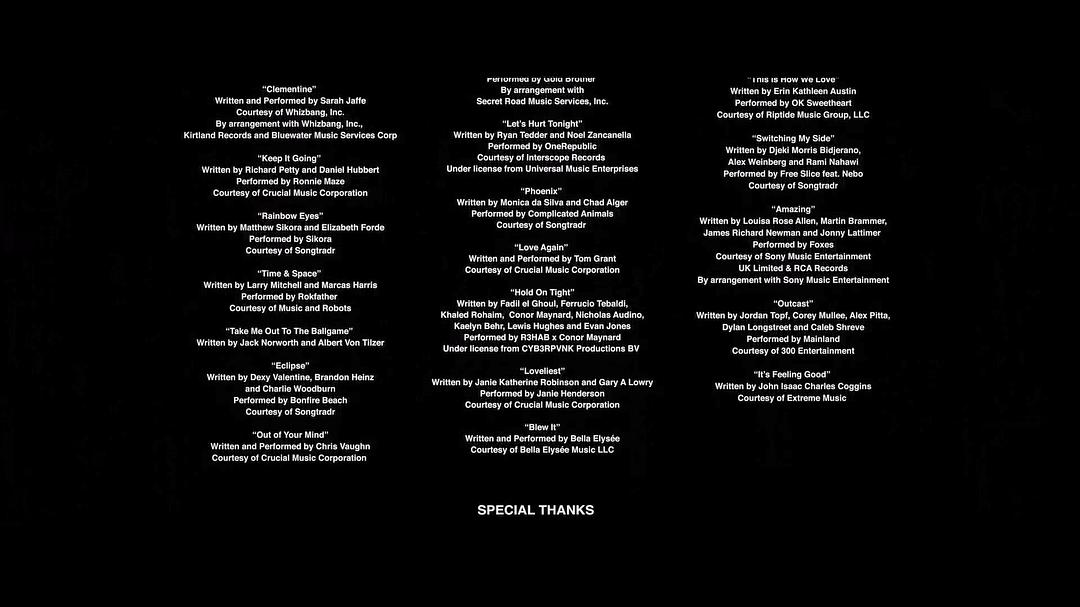 “Clementine”
Written and Performed by Sarah Jaffe
Courtesy of Whizbang, Inc.
By arrangement with Whizbang, Inc.,
Kirtland Records and Bluewater Music Services Corp
“Keep It Going”
Written by Richard Petty and Daniel Hubbert
Performed by Ronnie Maze
Courtesy of Crucial Music Corporation
“Rainbow Eyes”
Written by Matthew Sikora and Elizabeth Forde
Performed by Sikora
Courtesy of Songtradr
“Time & Space”
Written by Larry Mitchell and Marcas Harris
Performed by Rokfather
Courtesy of Music and Robots
“Take Me Out To The Ballgame”
Written by Jack Norworth and Albert Von Tilzer
“Eclipse”
Written by Dexy Valentine, Brandon Heinz
and Charlie Woodburn
Performed by Bonfire Beach
Courtesy of Songtradr
“Out of Your Mind”
Written and Performed by Chris Vaughn
Courtesy of Crucial Music Corporation
Performed by Gold Brother
By arrangement with
Secret Road Music Services, Inc.
“Let’s Hurt Tonight”
Written by Ryan Tedder and Noel Zancanella
Performed by OneRepublic
Courtesy of Interscope Records
Under license from Universal Music Enterprises
“Phoenix”
Written by Monica da Silva and Chad Alger
Performed by Complicated Animals
Courtesy of Songtradr
“Love Again”
Written and Performed by Tom Grant
Courtesy of Crucial Music Corporation
“Hold On Tight”
Written by Fadil el Ghoul, Ferrucio Tebaldi,
Khaled Rohaim, Conor Maynard, Nicholas Audino,
Kaelyn Behr, Lewis Hughes and Evan Jones
Performed by R3HAB x Conor Maynard
Under license from CYB3RPVNK Productions BV
“Loveliest”
Written by Janie Katherine Robinson and Gary A Lowry
Performed by Janie Henderson
Courtesy of Crucial Music Corporation
“Blew It”
Written and Performed by Bella Elysée
Courtesy of Bella Elysée Music LLC
“This Is How We Love”
Written by Erin Kathleen Austin
Performed by OK Sweetheart
Courtesy of Riptide Music Group, LLC
“Switching My Side”
Written by Djeki Morris Bidjerano,
Alex Weinberg and Rami Nahawi
Performed by Free Slice feat. Nebo
Courtesy of Songtradr
“Amazing”
Written by Louisa Rose Allen, Martin Brammer,
James Richard Newman and Jonny Lattimer
Performed by Foxes
Courtesy of Sony Music Entertainment
UK Limited & RCA Records
By arrangement with Sony Music Entertainment
“Outcast”
Written by Jordan Topf, Corey Mullee, Alex Pitta,
Dylan Longstreet and Caleb Shreve
Performed by Mainland
Courtesy of 300 Entertainment
“It’s Feeling Good”
Written by John Isaac Charles Coggins
Courtesy of Extreme Music
SPECIAL THANKS